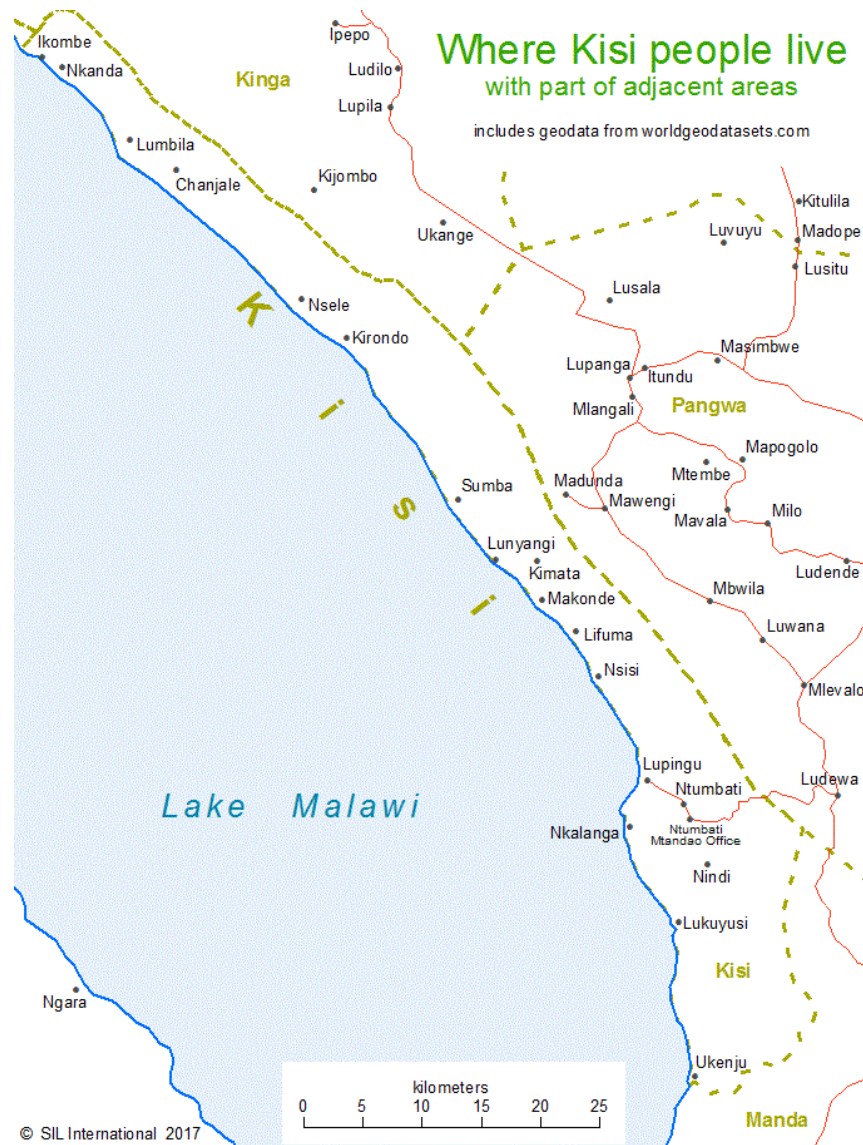 Where Kisi people live
with part of adjacent areas
includes geodata from worldgeodatasets.com
Ipepo
Ikombe
Nkanda
Kinga
Ludilo
Lupila
Lumbila
Chanjale
Kijombo
Ukange
Kitulila
Luvuyu
Madope
Lusitu
Lusala
Nsele
Kirondo
Kisi
Masimbwe
Lupanga
Itundu
Mlangali
Pangwa
Mapogolo
Mtembe
Madunda
Sumba
Mawengi
Mavala
Milo
Lunyangi
Kimata
Ludende
Makonde
Mbwila
Lifuma
Luwana
Nsisi
Mlevalo
Lupingu
Ntumbati
Ludewa
Lake Malawi
Nkalanga
Ntumbati
Mtandao Office
Nindi
Lukuyusi
Kisi
Ngara
Ukenju
kilometers
0 5 10 15 20 25
Manda
© SIL International 2017